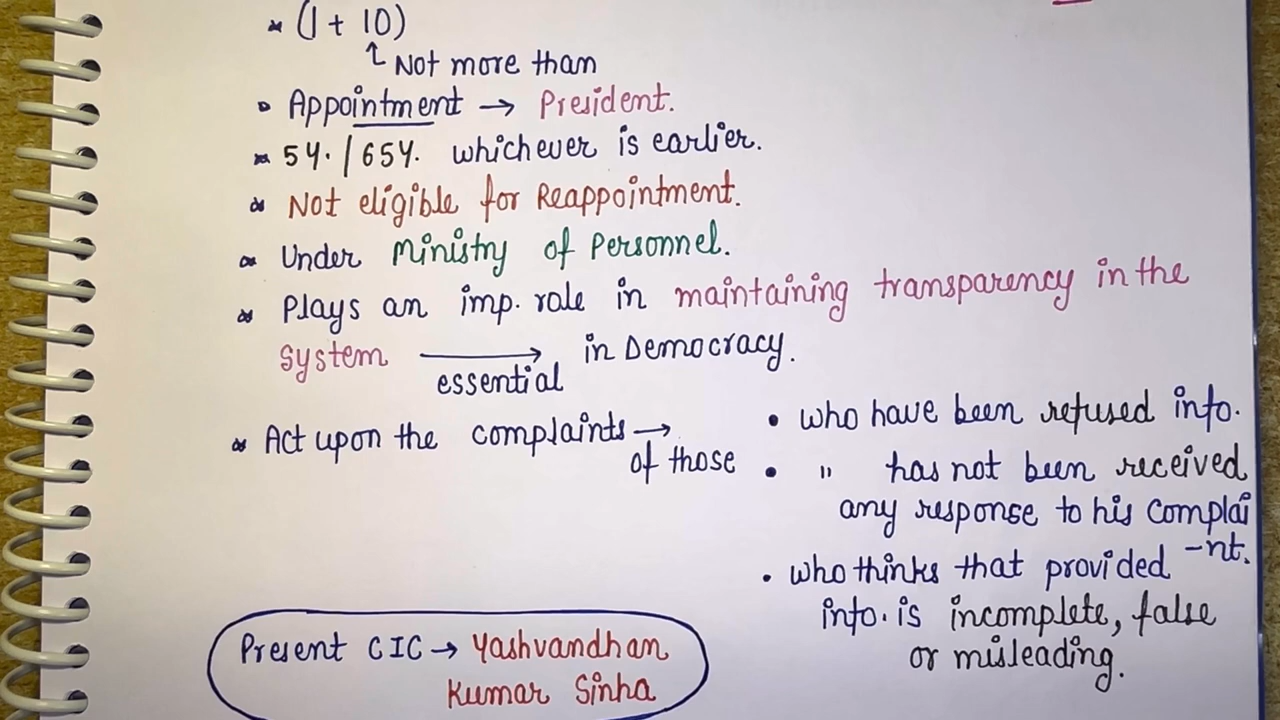 (1 + 10)
↑ Not more than
Appointment → President.
5Y. / 65Y. whichever is earlier.
Not eligible for Reappointment.
Under Ministry of Personnel.
Plays an imp. role in maintaining transparency in the
system → in Democracy.
essential
Act upon the complaints →
of those
• who have been refused info.
• " has not been received
any response to his complai
-nt.
• who thinks that provided
info. is incomplete, false
or misleading.
Present CIC → Yashvandhan
Kumar Sinha